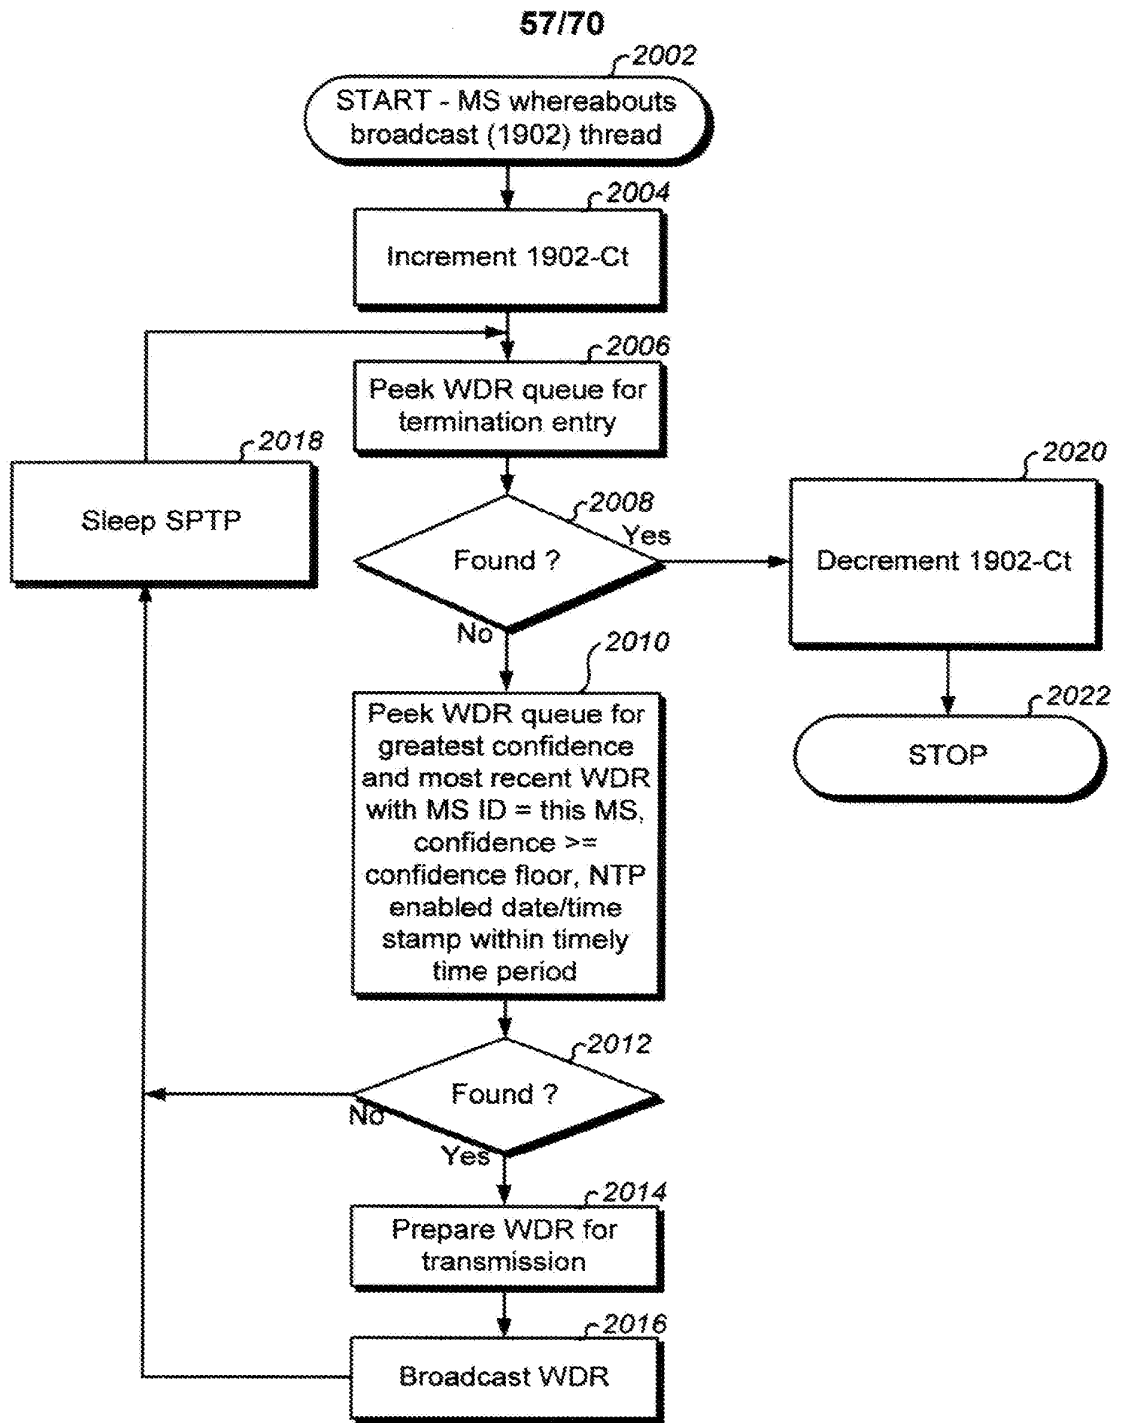 57/70
2002
START - MS whereabouts
broadcast (1902) thread
2004
Increment 1902-Ct
2006
Peek WDR queue for
termination entry
2018
Sleep SPTP
2008
Found ?
Yes
No
2020
Decrement 1902-Ct
2022
STOP
2010
Peek WDR queue for
greatest confidence
and most recent WDR
with MS ID = this MS,
confidence >=
confidence floor, NTP
enabled date/time
stamp within timely
time period
2012
Found ?
No
Yes
2014
Prepare WDR for
transmission
2016
Broadcast WDR